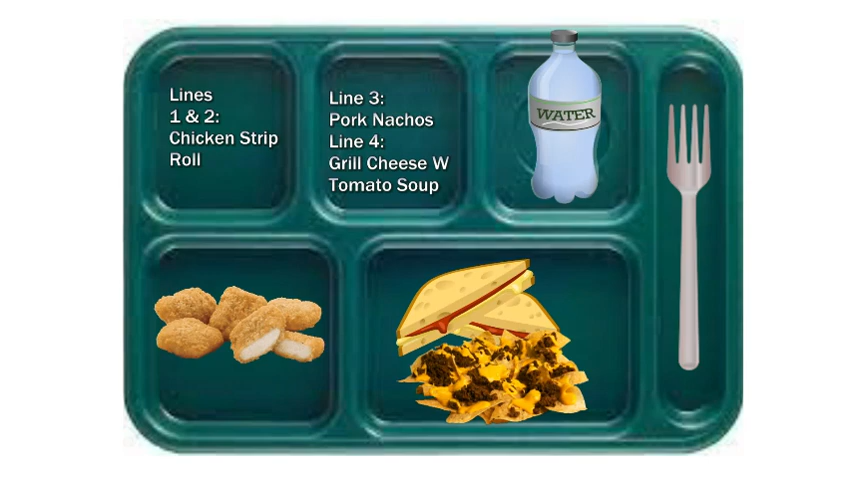 Lines
1 & 2:
Chicken Strip
Roll
Line 3:
Pork Nachos
Line 4:
Grill Cheese W
Tomato Soup
WATER